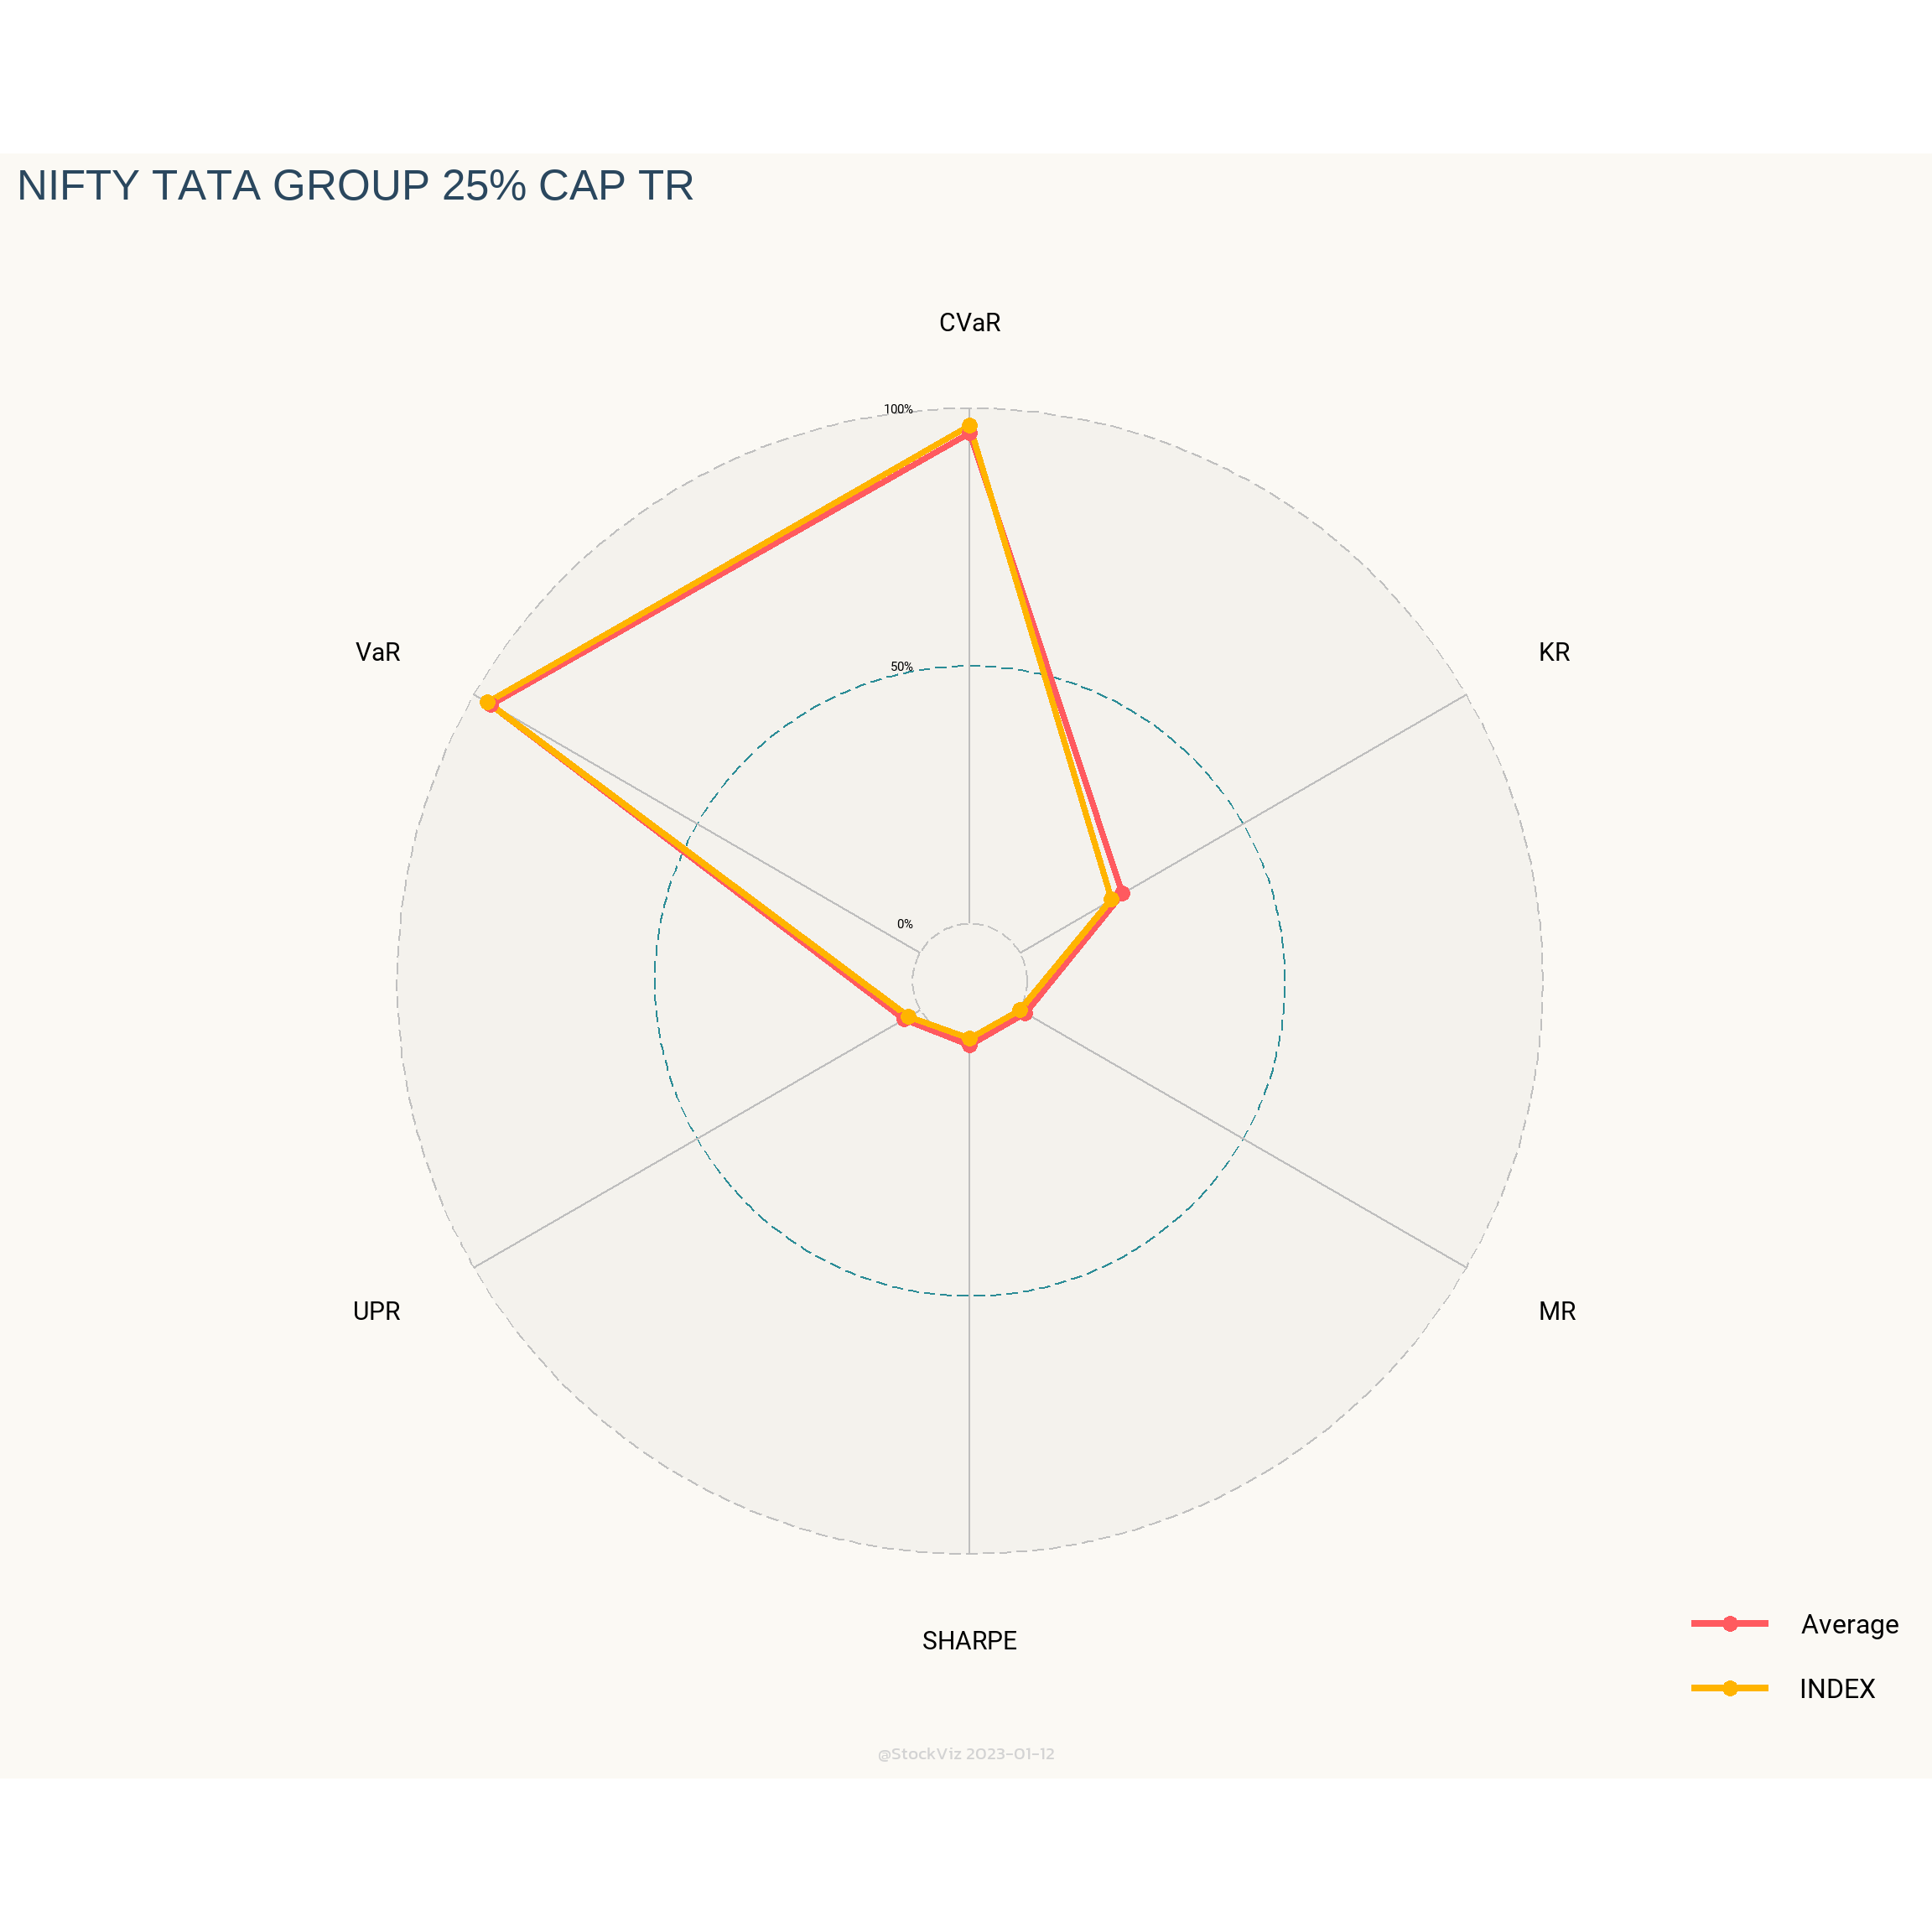 NIFTY TATA GROUP 25% CAP TR
CVaR
100%
VaR
KR
50%
0%
UPR
MR
SHARPE
Average
INDEX
@StockViz 2023-01-12